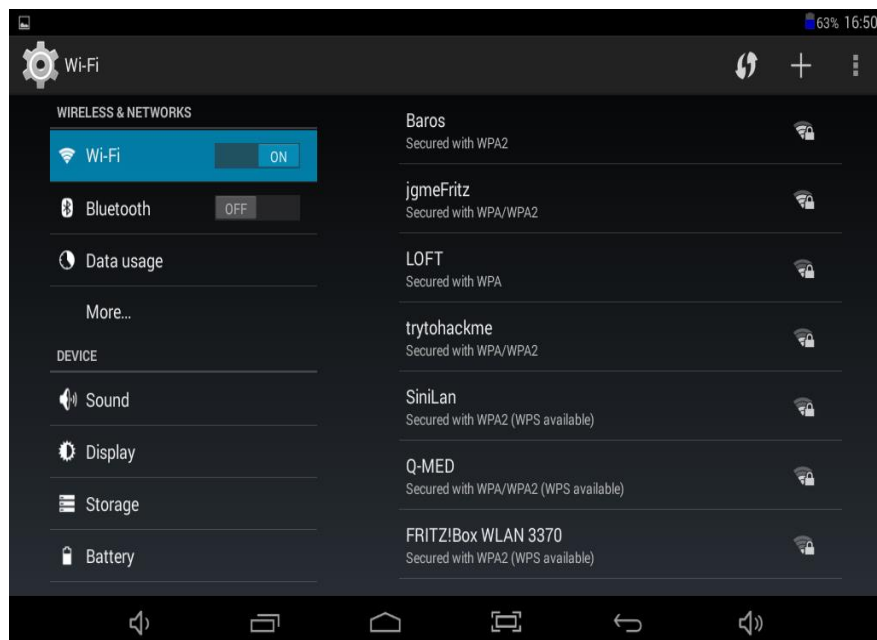 63% 16:50
Wi-Fi
WIRELESS & NETWORKS
Wi-Fi ON
Bluetooth OFF
Data usage
More...
DEVICE
Sound
Display
Storage
Battery
Baros
Secured with WPA2
jgmeFritz
Secured with WPA/WPA2
LOFT
Secured with WPA
trytohackme
Secured with WPA/WPA2
SiniLan
Secured with WPA2 (WPS available)
Q-MED
Secured with WPA/WPA2 (WPS available)
FRITZ!Box WLAN 3370
Secured with WPA2 (WPS available)